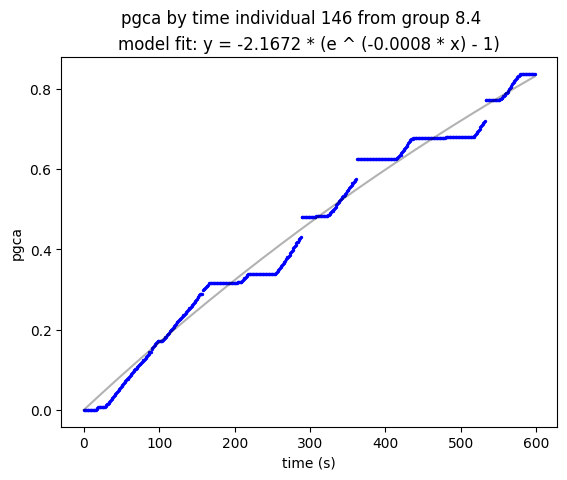 pgca by time individual 146 from group 8.4
model fit: y = -2.1672 * (e ^ (-0.0008 * x) - 1)
0.8
0.6
0.4
0.2
0.0
pgca
0 100 200 300 400 500 600
time (s)